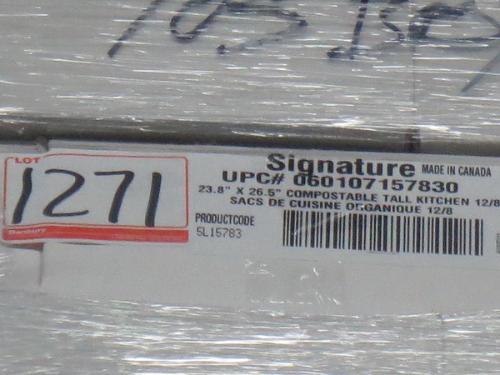 LOT
1271
Signature MADE IN CANADA
UPC# 060107157830
23.8" X 26.5" COMPOSTABLE TALL KITCHEN 12/8
SACS DE CUISINE ORGANIQUE 12/8
PRODUCTCODE
SL15783